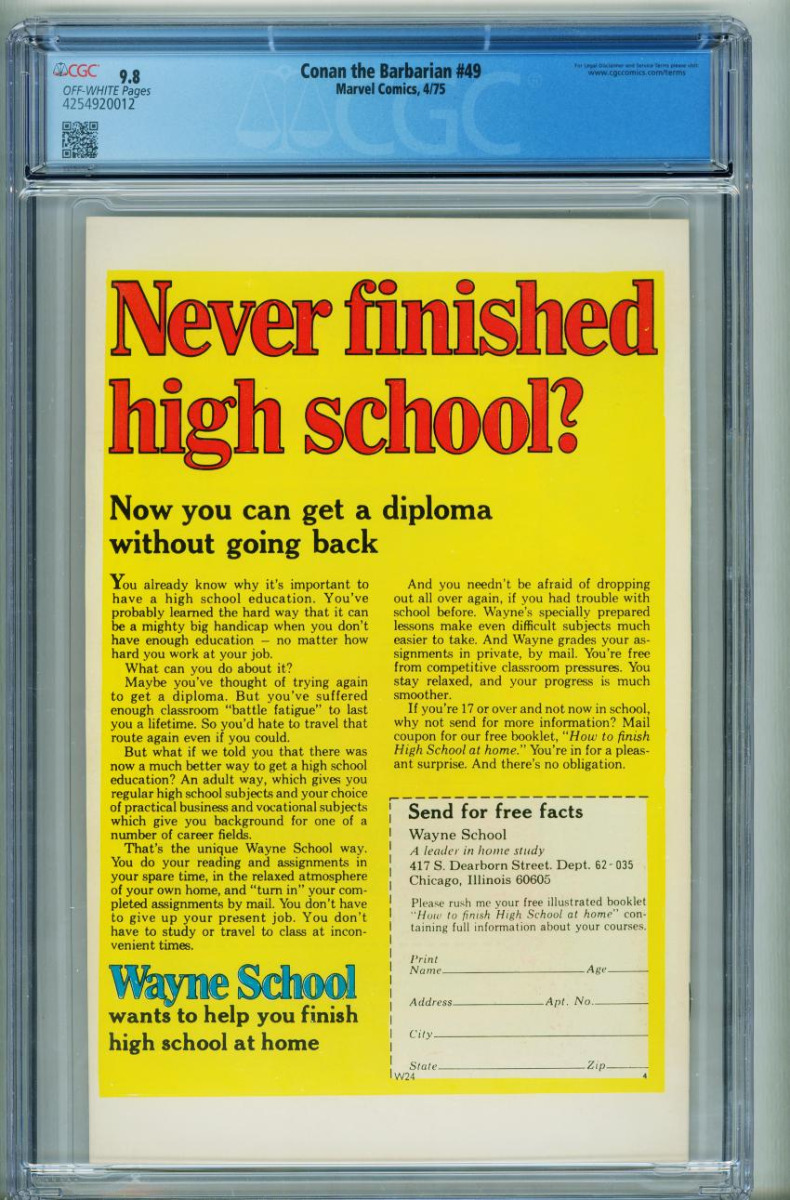 CGC 9.8
OFF-WHITE Pages
4254920012
Conan the Barbarian #49
Marvel Comics, 4/75
For Legal Disclaimer and Service Terms please visit
www.cgccomics.com/terms
CGC
Never finished
high school?
Now you can get a diploma
without going back
You already know why it's important to
have a high school education. You've
probably learned the hard way that it can
be a mighty big handicap when you don't
have enough education – no matter how
hard you work at your job.
What can you do about it?
Maybe you've thought of trying again
to get a diploma. But you've suffered
enough classroom "battle fatigue" to last
you a lifetime. So you'd hate to travel that
route again even if you could.
But what if we told you that there was
now a much better way to get a high school
education? An adult way, which gives you
regular high school subjects and your choice
of practical business and vocational subjects
which give you background for one of a
number of career fields.
That's the unique Wayne School way.
You do your reading and assignments in
your spare time, in the relaxed atmosphere
of your own home, and "turn in" your com-
pleted assignments by mail. You don't have
to give up your present job. You don't
have to study or travel to class at incon-
venient times.
Wayne School
wants to help you finish
high school at home
And you needn't be afraid of dropping
out all over again, if you had trouble with
school before. Wayne's specially prepared
lessons make even difficult subjects much
easier to take. And Wayne grades your as-
signments in private, by mail. You're free
from competitive classroom pressures. You
stay relaxed, and your progress is much
smoother.
If you're 17 or over and not now in school,
why not send for more information? Mail
coupon for our free booklet, "How to finish
High School at home." You're in for a pleas-
ant surprise. And there's no obligation.
Send for free facts
Wayne School
A leader in home study
417 S. Dearborn Street. Dept. 62-035
Chicago, Illinois 60605
Please rush me your free illustrated booklet
"How to finish High School at home" con-
taining full information about your courses.
Print
Name Age
Address Apt. No.
City
State Zip
W24 4